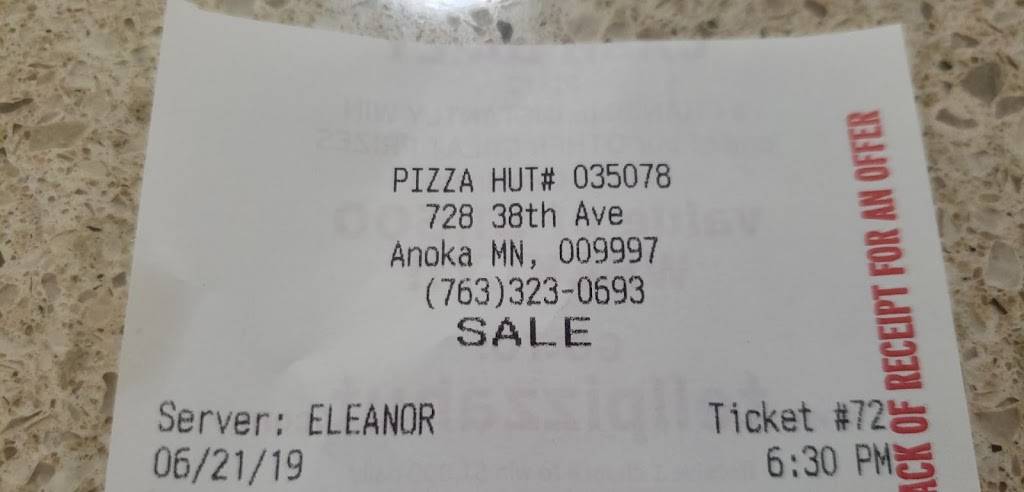 PIZZA HUT# 035078
728 38th Ave
Anoka MN, 009997
(763)323-0693
SALE
Server: ELEANOR Ticket #72
06/21/19 6:30 PM
ACK OF RECEIPT FOR AN OFFER